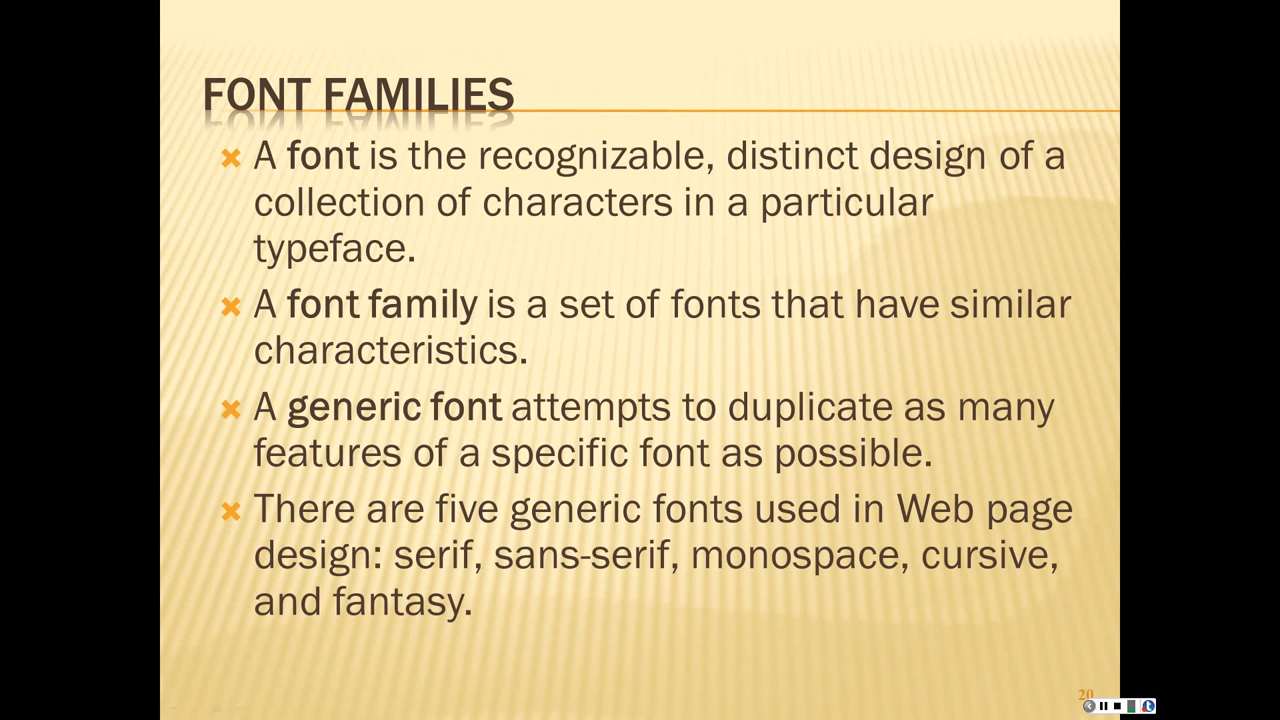 FONT FAMILIES
A font is the recognizable, distinct design of a
collection of characters in a particular
typeface.
A font family is a set of fonts that have similar
characteristics.
A generic font attempts to duplicate as many
features of a specific font as possible.
There are five generic fonts used in Web page
design: serif, sans-serif, monospace, cursive,
and fantasy.
20